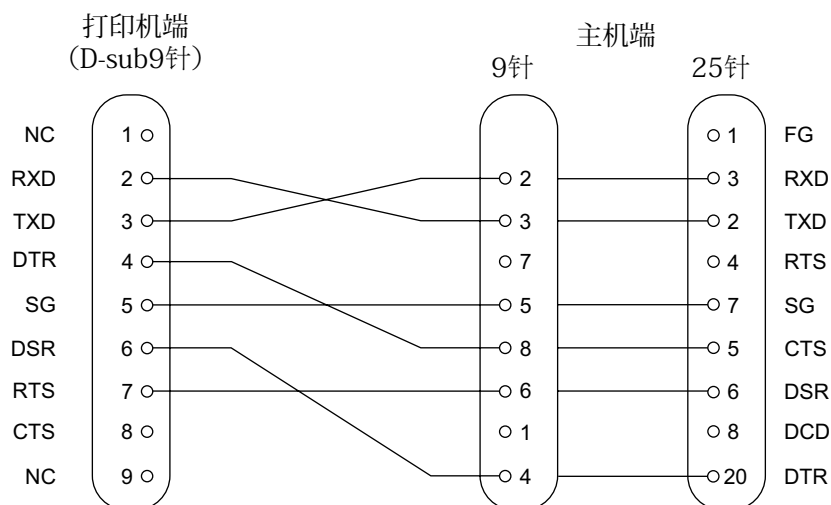 打印机端
（D-sub9针）
主机端
9针
25针
NC 1 1 FG
RXD 2 2 3 RXD
TXD 3 3 2 TXD
DTR 4 7 4 RTS
SG 5 5 7 SG
DSR 6 8 5 CTS
RTS 7 6 6 DSR
CTS 8 1 8 DCD
NC 9 4 20 DTR